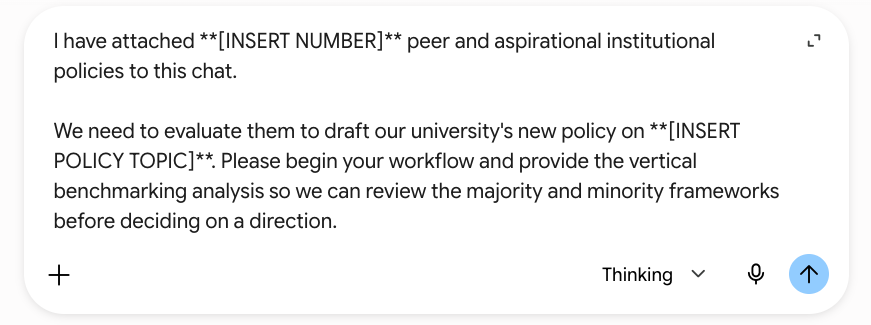 I have attached **[INSERT NUMBER]** peer and aspirational institutional
policies to this chat.
We need to evaluate them to draft our university's new policy on **[INSERT
POLICY TOPIC]**. Please begin your workflow and provide the vertical
benchmarking analysis so we can review the majority and minority frameworks
before deciding on a direction.
Thinking